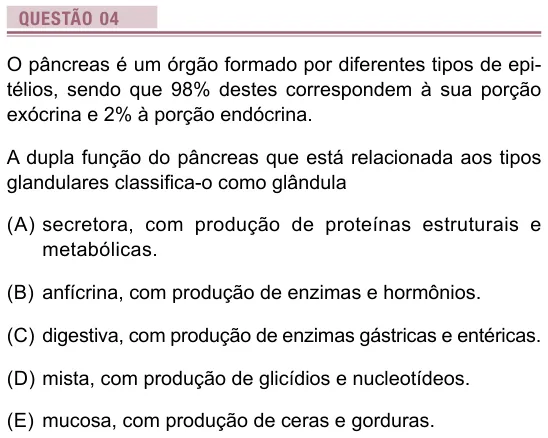 QUESTÃO 04
O pâncreas é um órgão formado por diferentes tipos de epi-
télios, sendo que 98% destes correspondem à sua porção
exócrina e 2% à porção endócrina.
A dupla função do pâncreas que está relacionada aos tipos
glandulares classifica-o como glândula
(A) secretora, com produção de proteínas estruturais e
metabólicas.
(B) anfícrina, com produção de enzimas e hormônios.
(C) digestiva, com produção de enzimas gástricas e entéricas.
(D) mista, com produção de glicídios e nucleotídeos.
(E) mucosa, com produção de ceras e gorduras.